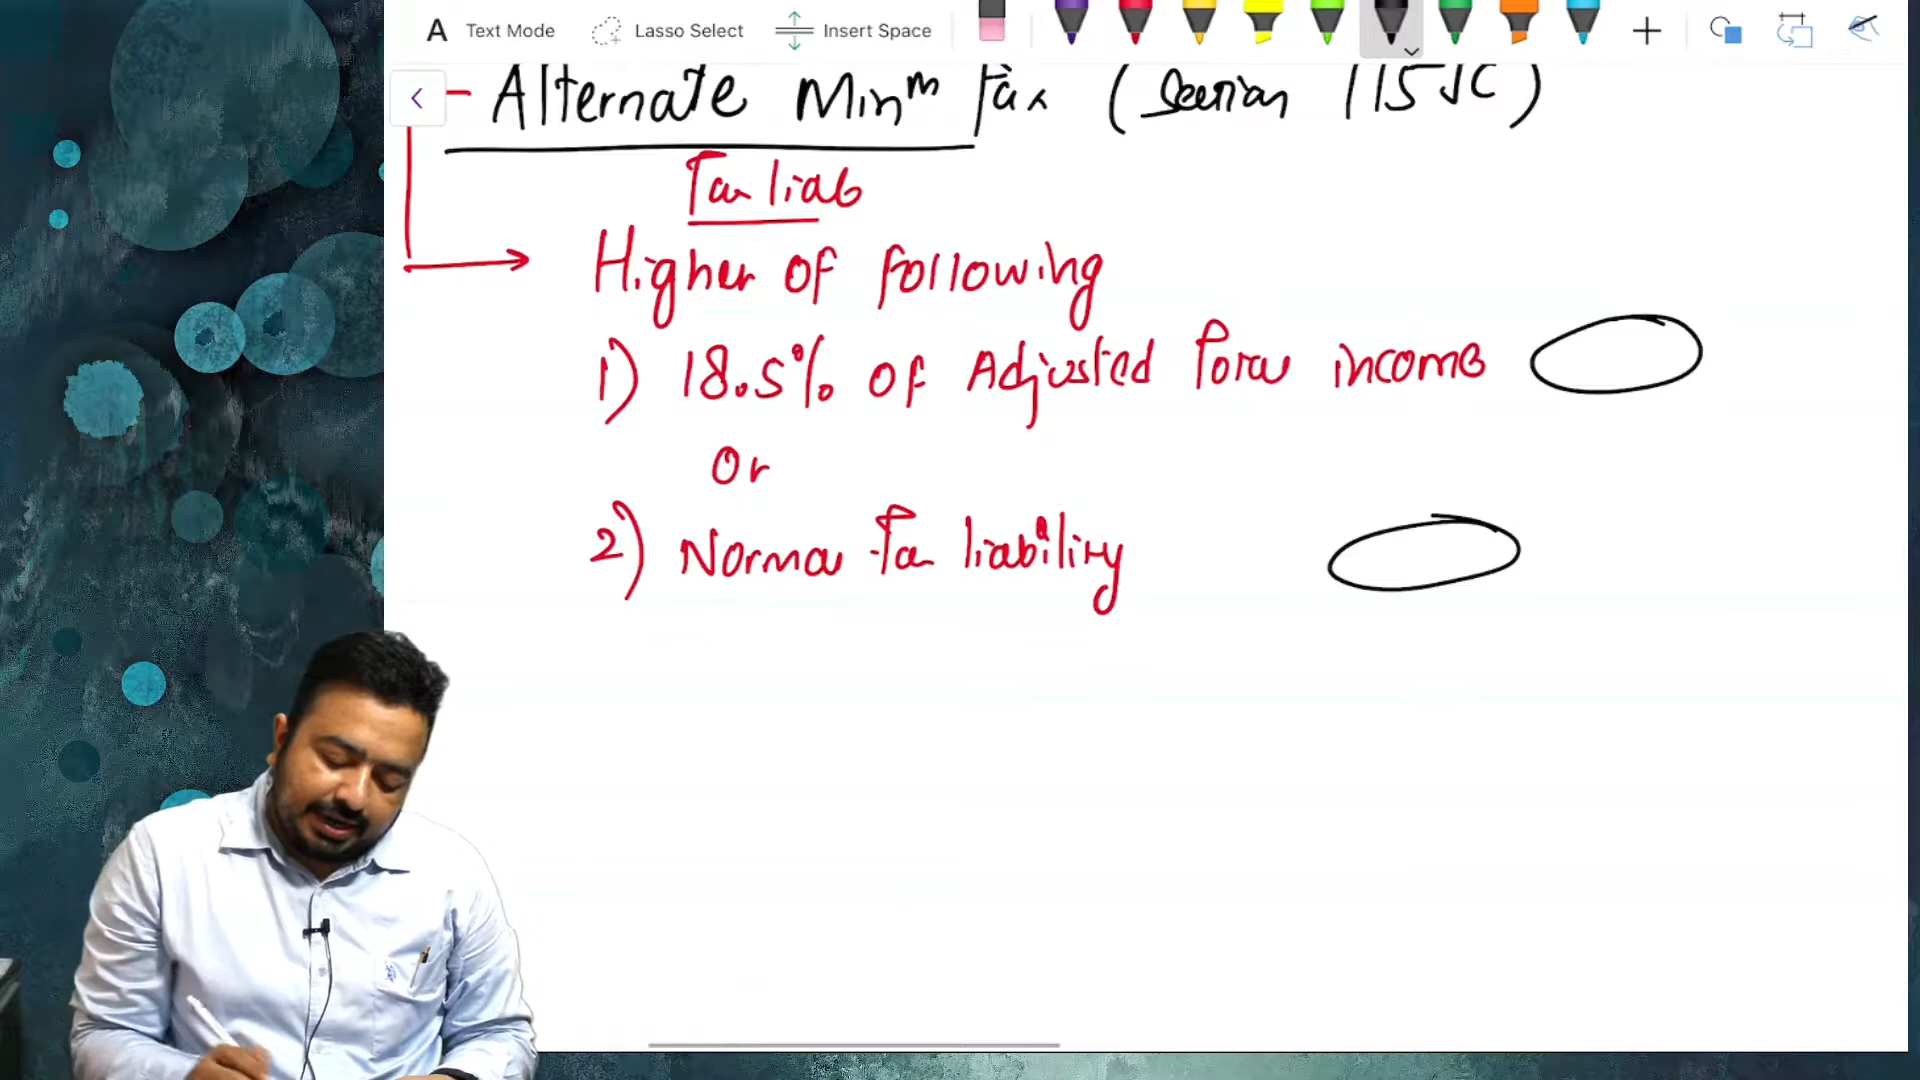 A Text Mode Lasso Select Insert Space
- Alternate Minᵐ Tax (Section 115JC)
Tax liab
Higher of following
1) 18.5% of Adjusted Total income
Or
2) Normal Tax liability